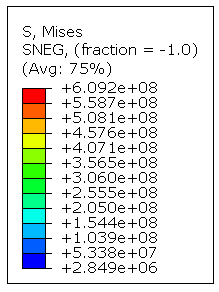 S, Mises
SNEG, (fraction = -1.0)
(Avg: 75%)
+6.092e+08
+5.587e+08
+5.081e+08
+4.576e+08
+4.071e+08
+3.565e+08
+3.060e+08
+2.555e+08
+2.050e+08
+1.544e+08
+1.039e+08
+5.338e+07
+2.849e+06